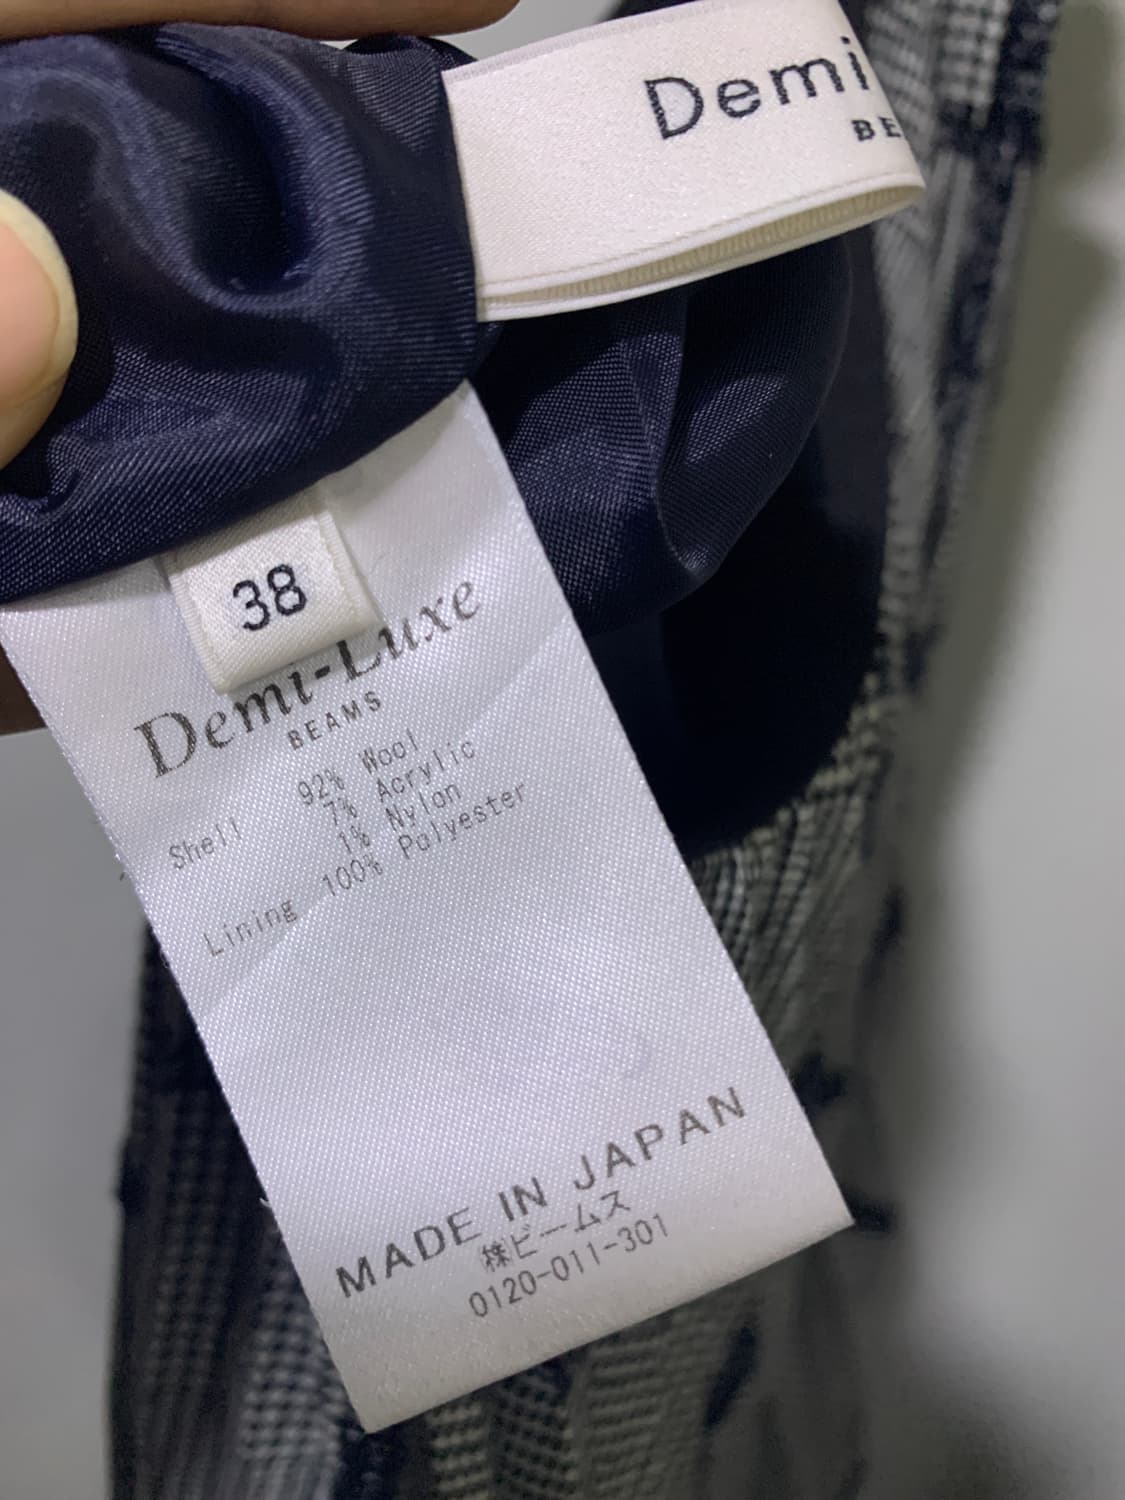 Demi
BE
38
Demi-Luxe
BEAMS
Shell 92% Wool
7% Acrylic
1% Nylon
Lining 100% Polyester
MADE IN JAPAN
㈱ビームス
0120-011-301